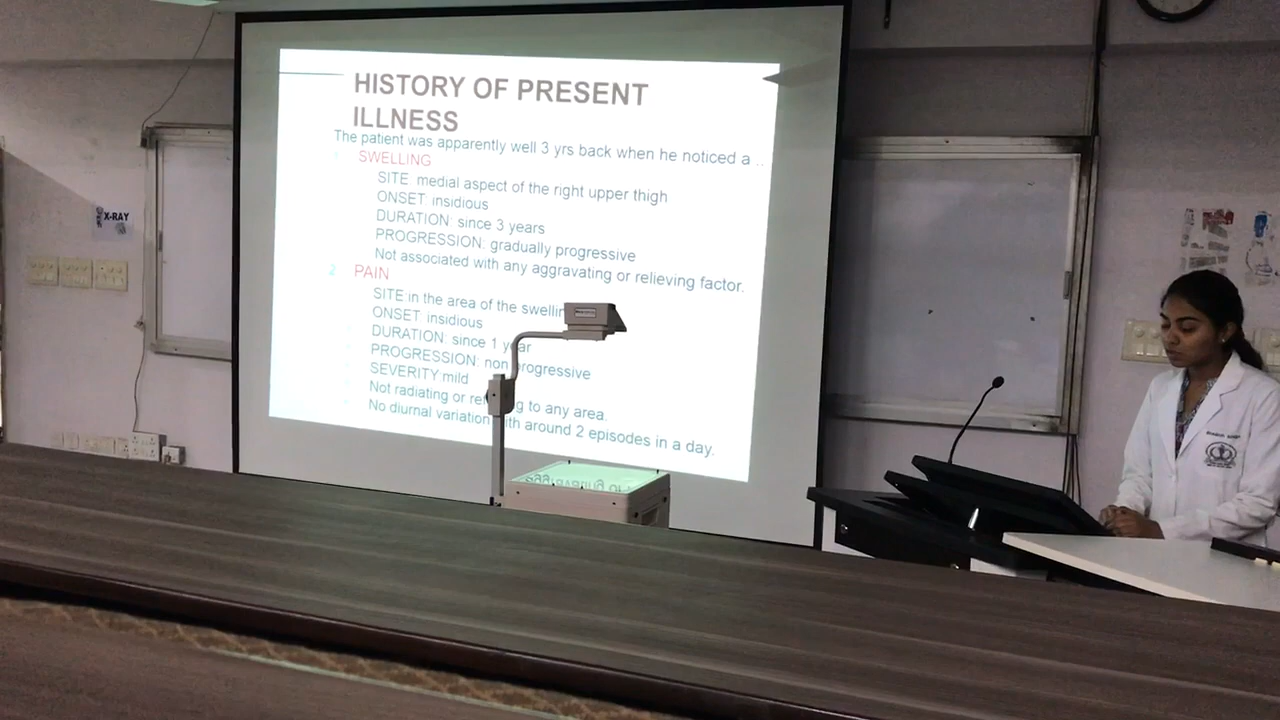 HISTORY OF PRESENT
ILLNESS
The patient was apparently well 3 yrs back when he noticed a ..
1. SWELLING
SITE: medial aspect of the right upper thigh
ONSET: insidious
DURATION: since 3 years
PROGRESSION: gradually progressive
Not associated with any aggravating or relieving factor.
2. PAIN
SITE in the area of the
ONSET: insidious
DURATION: since 1 year
PROGRESSION: non progressive
SEVERITY mild
Not radiating or to any area.
No diurnal variation with around 2 episodes in a day.
X-RAY